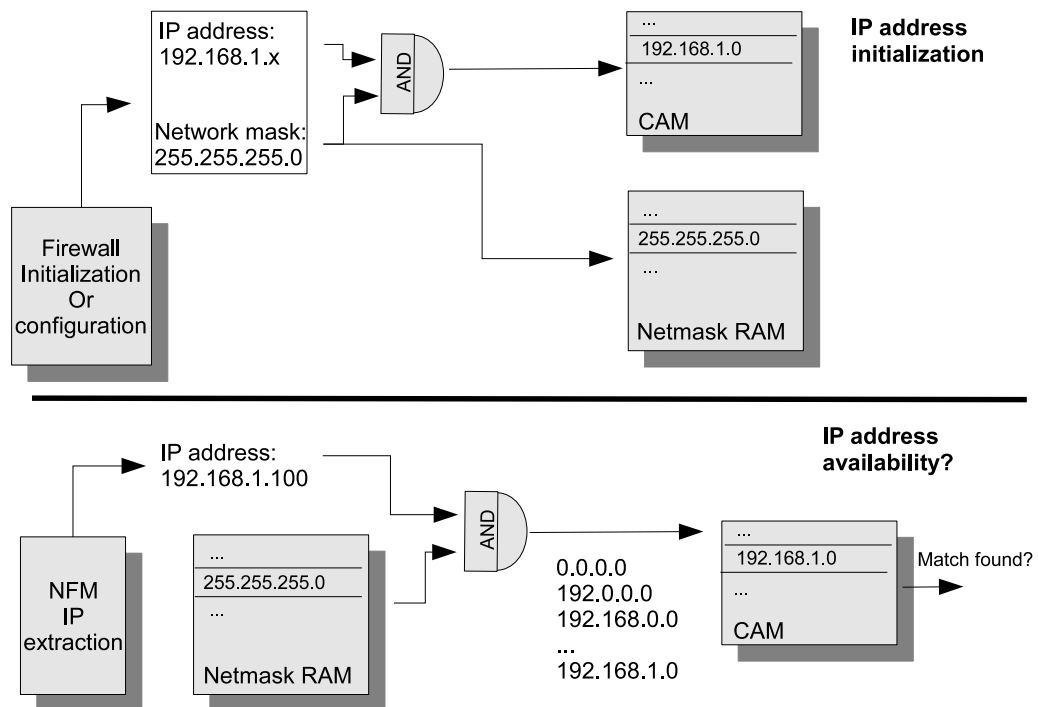 IP address:
192.168.1.x
Network mask:
255.255.255.0
AND
...
192.168.1.0
...
CAM
IP address
initialization
Firewall
Initialization
Or
configuration
...
255.255.255.0
...
Netmask RAM
IP address
availability?
IP address:
192.168.1.100
NFM
IP
extraction
...
255.255.255.0
...
Netmask RAM
AND
0.0.0.0
192.0.0.0
192.168.0.0
...
192.168.1.0
...
192.168.1.0
...
CAM
Match found?